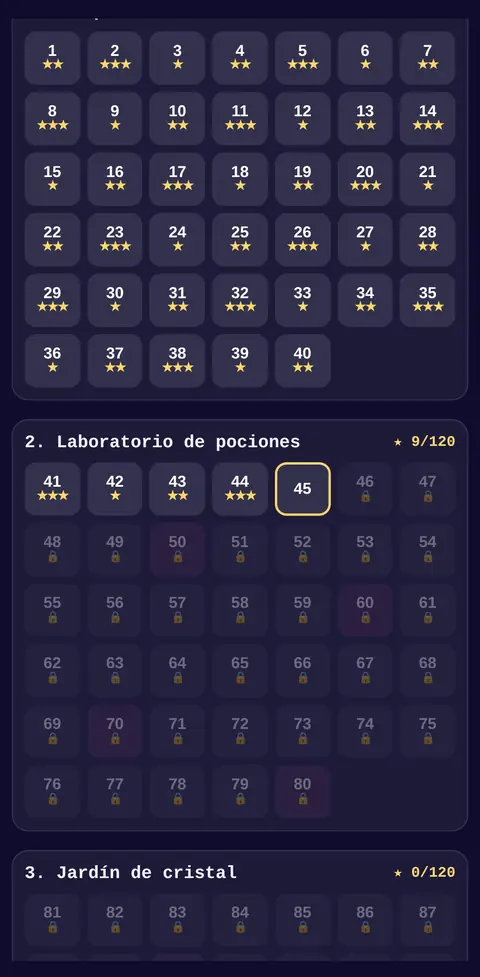 1 2 3 4 5 6 7
★★ ★★★ ★ ★★ ★★★ ★ ★★
8 9 10 11 12 13 14
★★★ ★ ★★ ★★★ ★ ★★ ★★★
15 16 17 18 19 20 21
★ ★★ ★★★ ★ ★★ ★★★ ★
22 23 24 25 26 27 28
★★ ★★★ ★ ★★ ★★★ ★ ★★
29 30 31 32 33 34 35
★★★ ★ ★★ ★★★ ★ ★★ ★★★
36 37 38 39 40
★ ★★ ★★★ ★ ★★
2. Laboratorio de pociones ★ 9/120
41 42 43 44 45 46 47
★★★ ★ ★★ ★★★
48 49 50 51 52 53 54
55 56 57 58 59 60 61
62 63 64 65 66 67 68
69 70 71 72 73 74 75
76 77 78 79 80
3. Jardín de cristal ★ 0/120
81 82 83 84 85 86 87